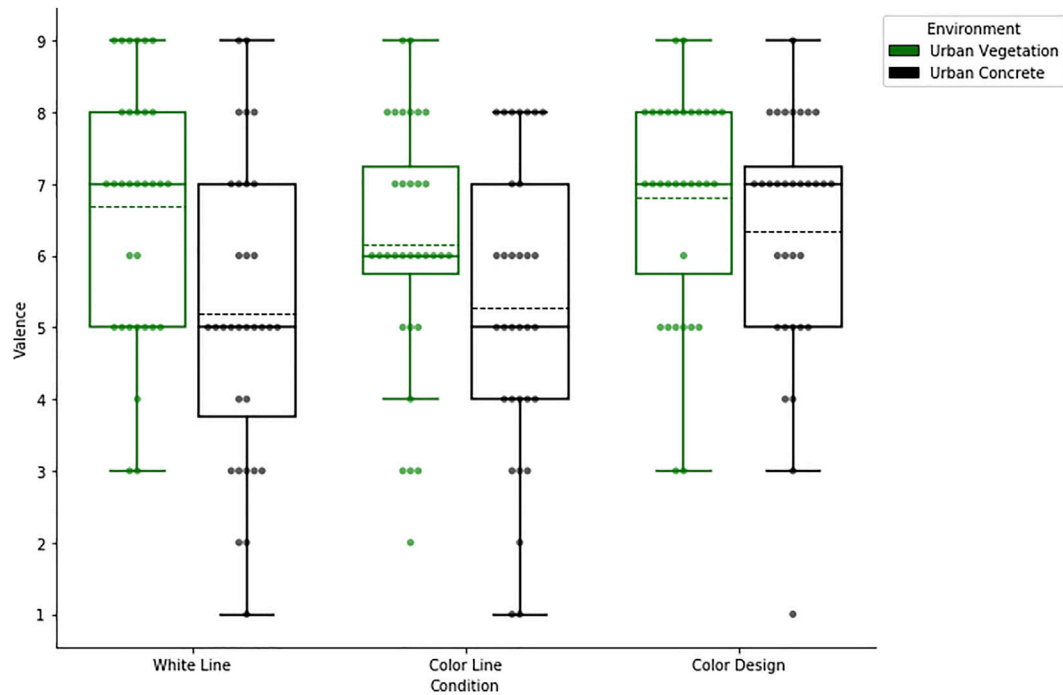 Environment
Urban Vegetation
Urban Concrete
Valence
9
8
7
6
5
4
3
2
1
White Line
Color Line
Color Design
Condition